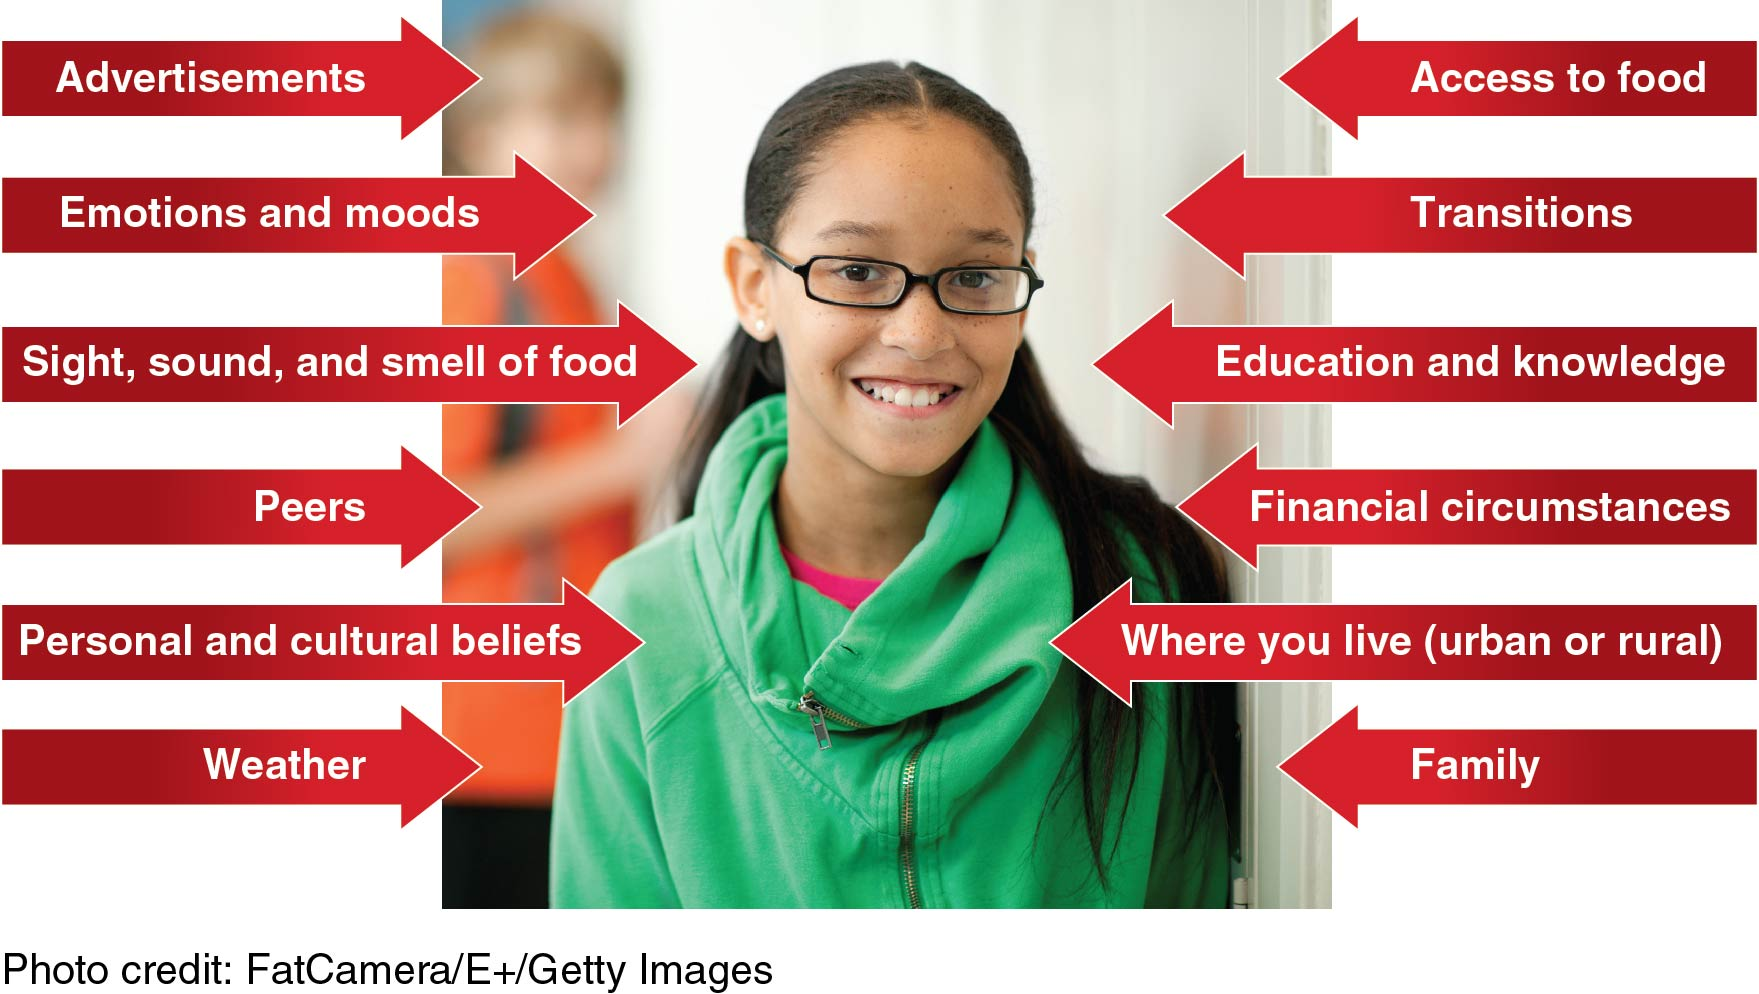 Advertisements
Emotions and moods
Sight, sound, and smell of food
Peers
Personal and cultural beliefs
Weather
Access to food
Transitions
Education and knowledge
Financial circumstances
Where you live (urban or rural)
Family
Photo credit: FatCamera/E+/Getty Images